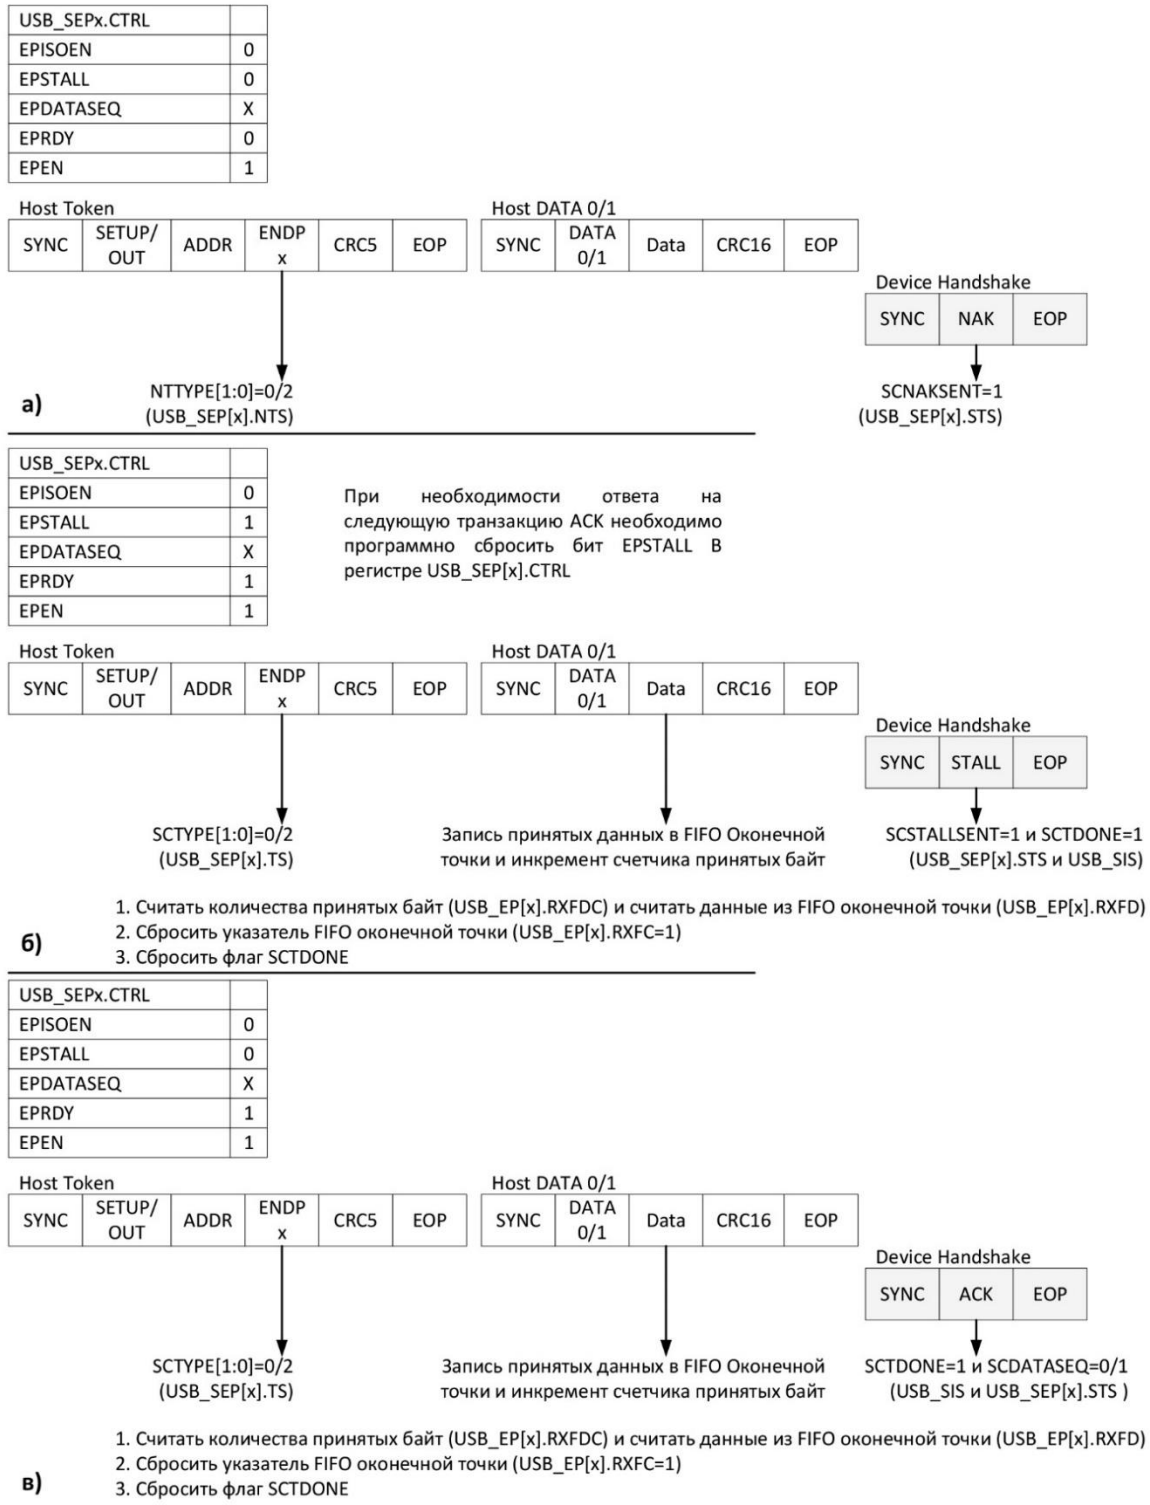 USB_SEPx.CTRL
EPISOEN 0
EPSTALL 0
EPDATASEQ X
EPRDY 0
EPEN 1
Host Token
Host DATA 0/1
SYNC SETUP/ OUT ADDR ENDP x CRC5 EOP
SYNC DATA 0/1 Data CRC16 EOP
Device Handshake
SYNC NAK EOP
NTTYPE[1:0]=0/2
(USB_SEP[x].NTS)
SCNAKSENT=1
(USB_SEP[x].STS)
а)
USB_SEPx.CTRL
EPISOEN 0
EPSTALL 1
EPDATASEQ X
EPRDY 1
EPEN 1
При необходимости ответа на
следующую транзакцию ACK необходимо
программно сбросить бит EPSTALL В
регистре USB_SEP[x].CTRL
Host Token
Host DATA 0/1
SYNC SETUP/ OUT ADDR ENDP x CRC5 EOP
SYNC DATA 0/1 Data CRC16 EOP
Device Handshake
SYNC STALL EOP
SCTYPE[1:0]=0/2
(USB_SEP[x].TS)
Запись принятых данных в FIFO Оконечной
точки и инкремент счетчика принятых байт
SCSTALLSENT=1 и SCTDONE=1
(USB_SEP[x].STS и USB_SIS)
1. Считать количества принятых байт (USB_EP[x].RXFDC) и считать данные из FIFO оконечной точки (USB_EP[x].RXFD)
2. Сбросить указатель FIFO оконечной точки (USB_EP[x].RXFC=1)
3. Сбросить флаг SCTDONE
б)
USB_SEPx.CTRL
EPISOEN 0
EPSTALL 0
EPDATASEQ X
EPRDY 1
EPEN 1
Host Token
Host DATA 0/1
SYNC SETUP/ OUT ADDR ENDP x CRC5 EOP
SYNC DATA 0/1 Data CRC16 EOP
Device Handshake
SYNC ACK EOP
SCTYPE[1:0]=0/2
(USB_SEP[x].TS)
Запись принятых данных в FIFO Оконечной
точки и инкремент счетчика принятых байт
SCTDONE=1 и SCDATASEQ=0/1
(USB_SIS и USB_SEP[x].STS )
1. Считать количества принятых байт (USB_EP[x].RXFDC) и считать данные из FIFO оконечной точки (USB_EP[x].RXFD)
2. Сбросить указатель FIFO оконечной точки (USB_EP[x].RXFC=1)
3. Сбросить флаг SCTDONE
в)